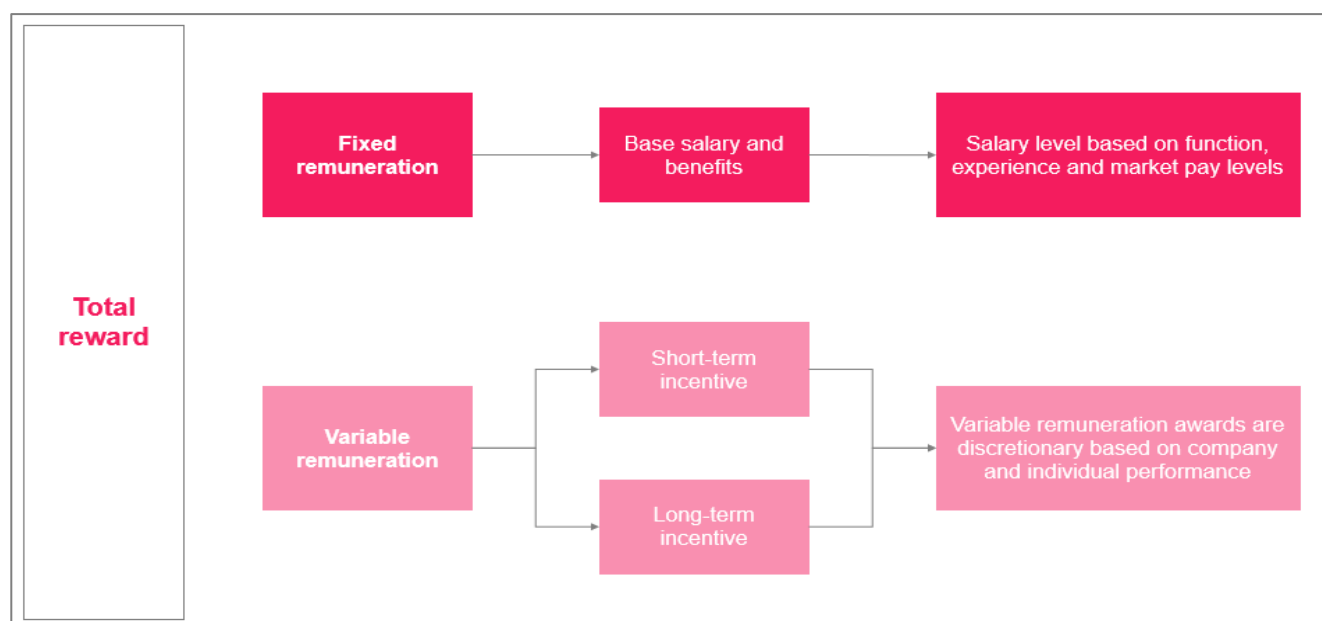 Total
reward
Fixed
remuneration
Base salary and
benefits
Salary level based on function,
experience and market pay levels
Variable
remuneration
Short-term
incentive
Long-term
incentive
Variable remuneration awards are
discretionary based on company
and individual performance